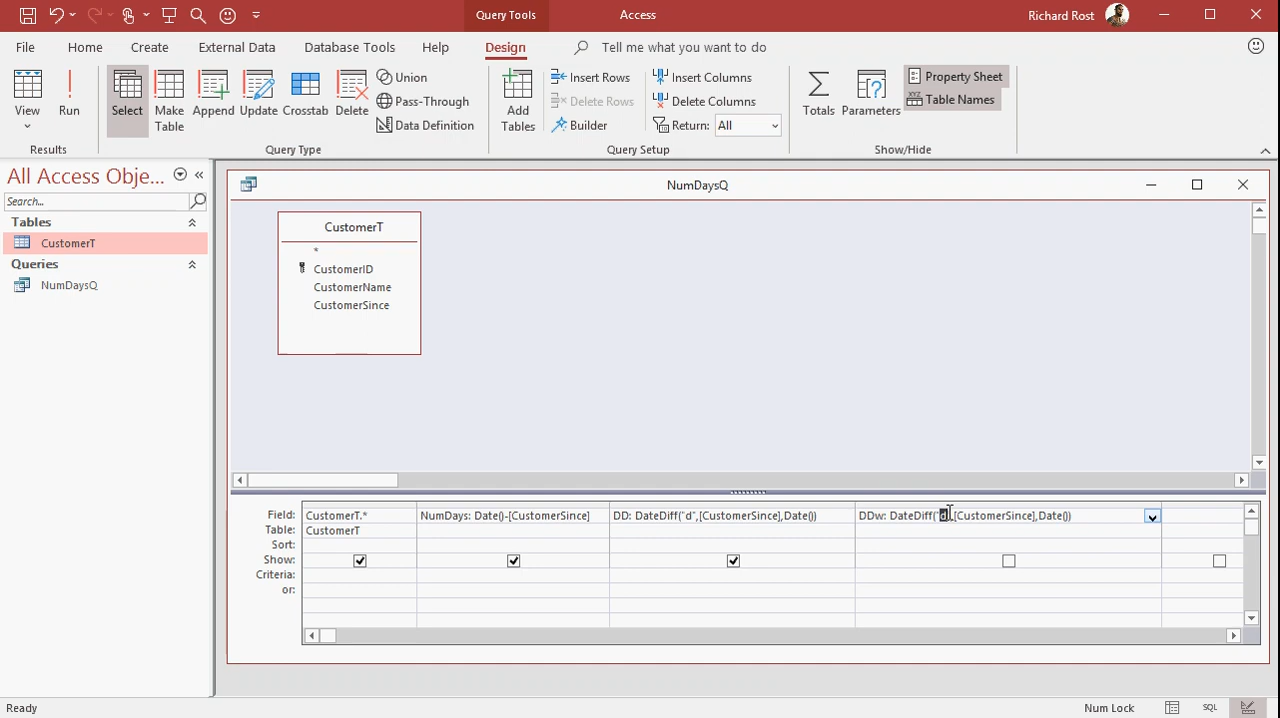 Query Tools
Access
Richard Rost
File
Home
Create
External Data
Database Tools
Help
Design
Tell me what you want to do
View
Run
Results
Select
Make
Table
Append
Update
Crosstab
Delete
Union
Pass-Through
Data Definition
Query Type
Add
Tables
Insert Rows
Delete Rows
Builder
Insert Columns
Delete Columns
Return: All
Query Setup
Totals
Parameters
Property Sheet
XYZ
Table Names
Show/Hide
All Access Obje...
Search...
Tables
CustomerT
Queries
NumDaysQ
NumDaysQ
CustomerT
*
CustomerID
CustomerName
CustomerSince
Field: CustomerT.* NumDays: Date()-[CustomerSince] DD: DateDiff("d",[CustomerSince],Date()) DDw: DateDiff("d",[CustomerSince],Date())
Table: CustomerT
Sort:
Show:
Criteria:
or:
Ready
Num Lock
SQL